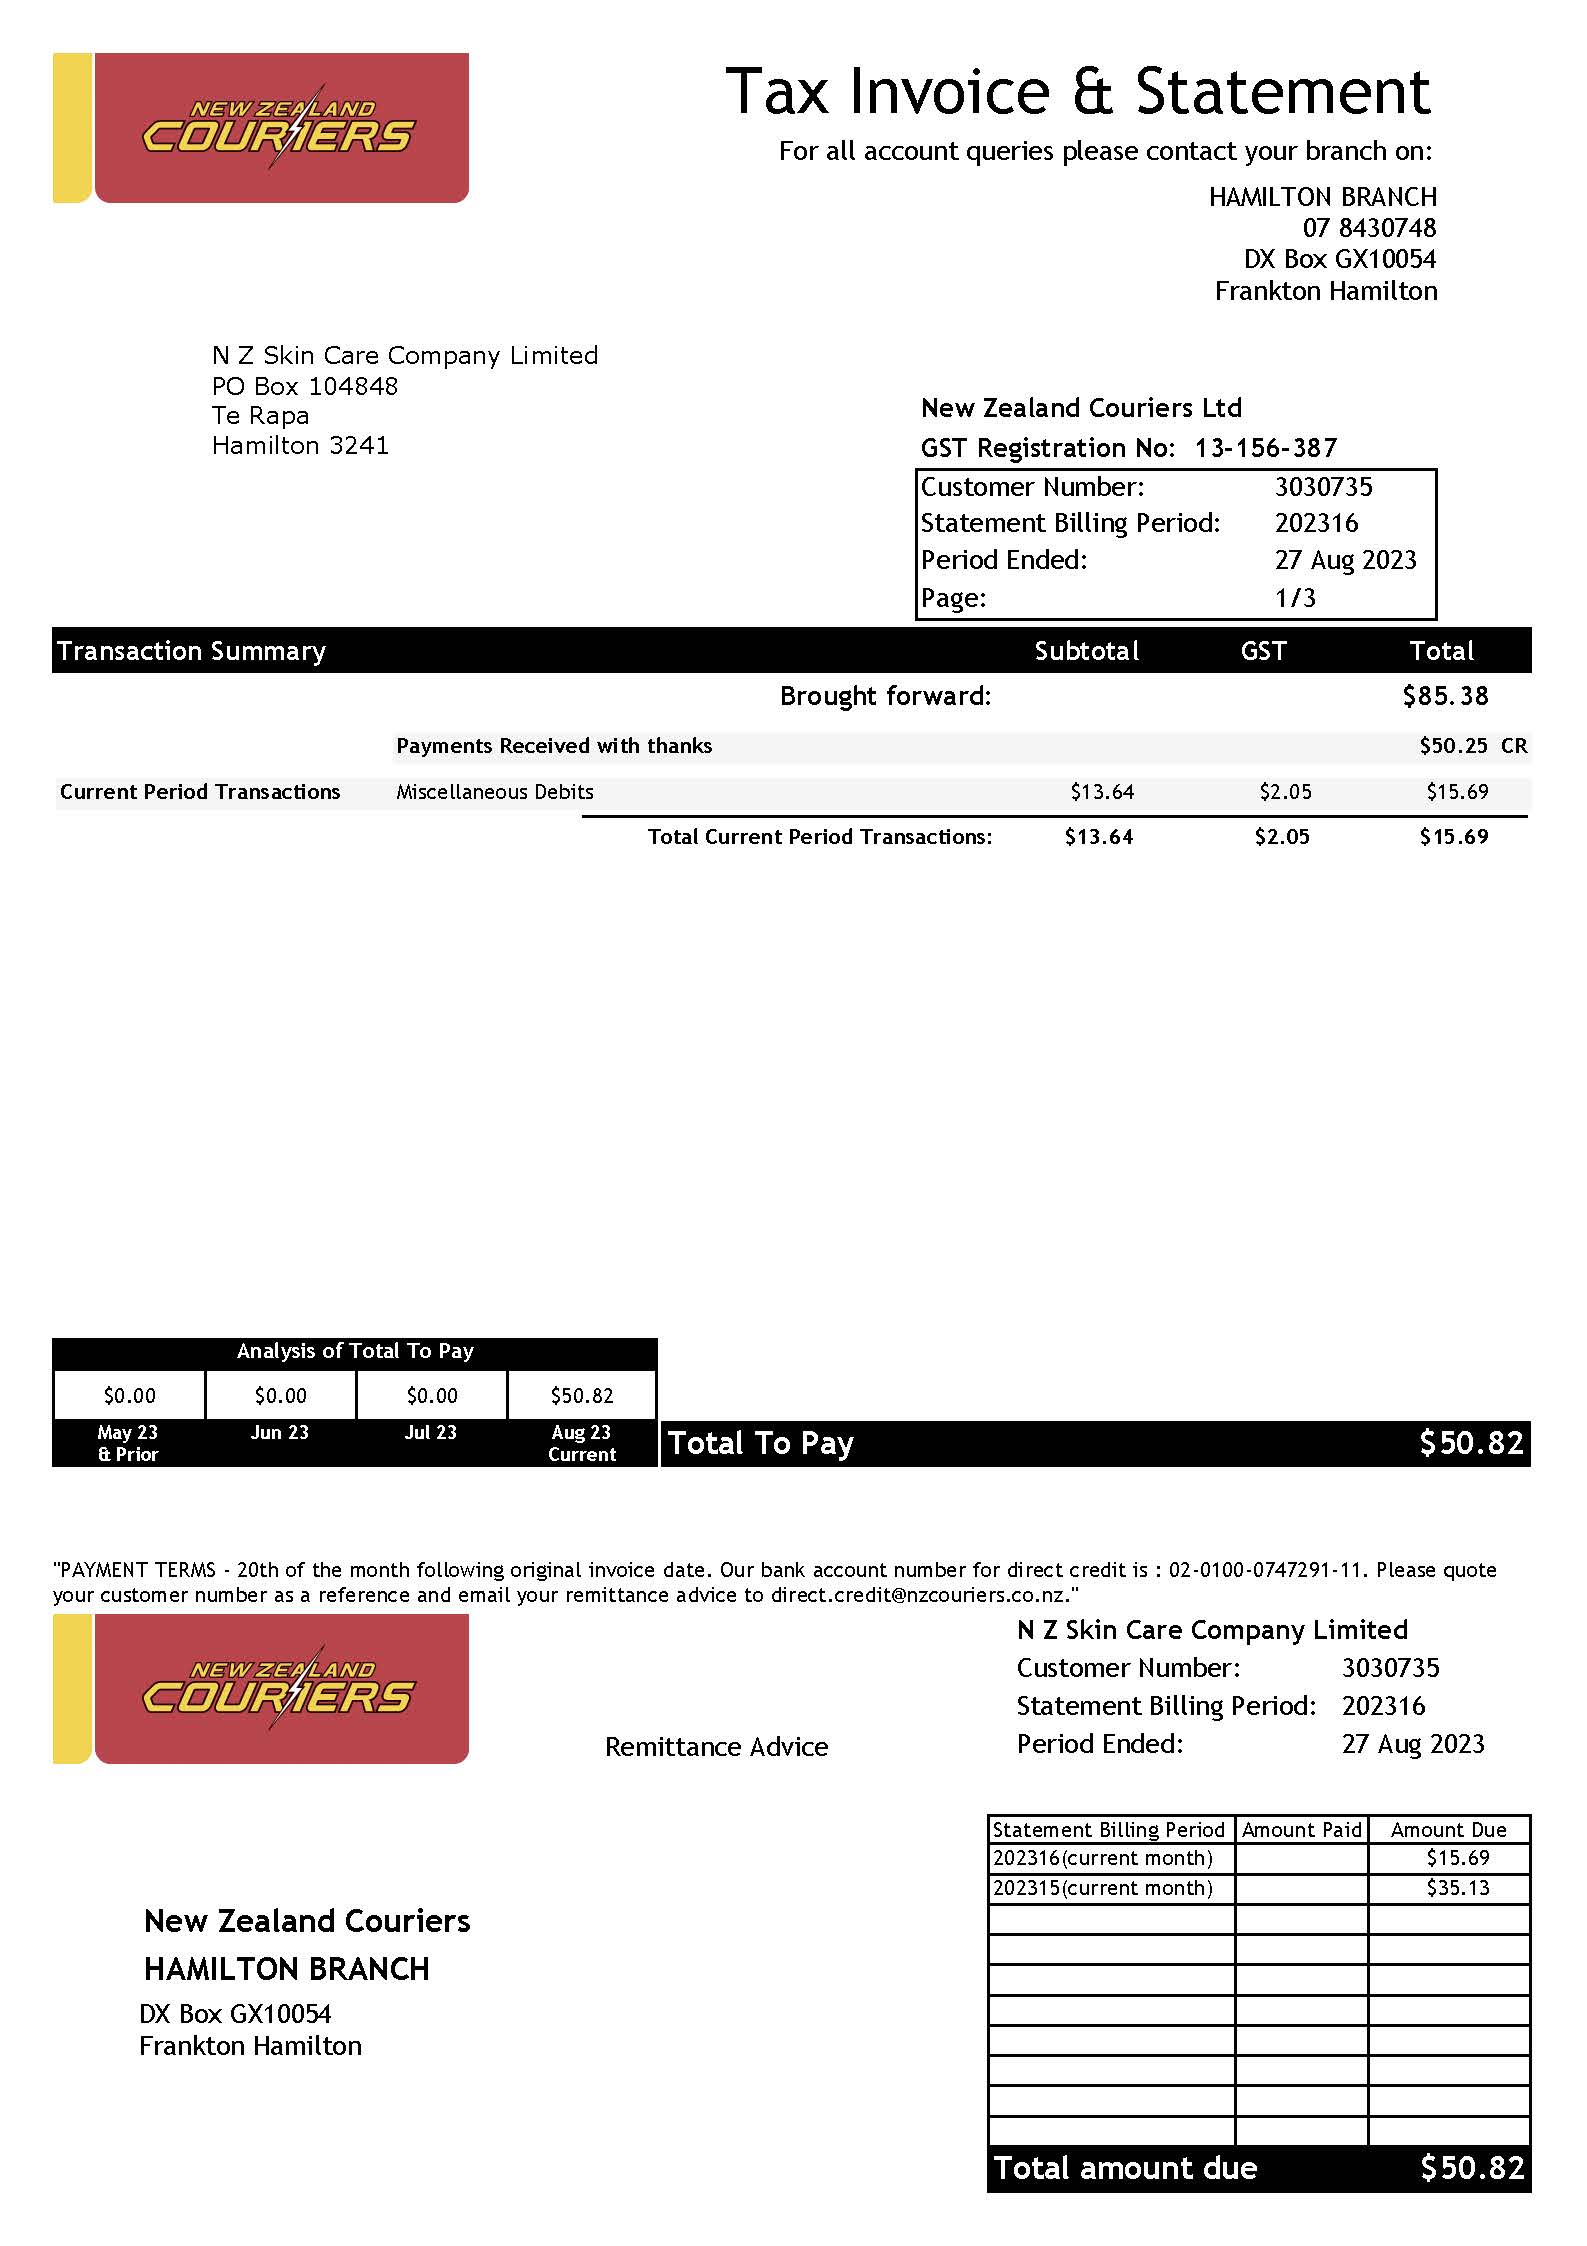 NEW ZEALAND
COURIERS
Tax Invoice & Statement
For all account queries please contact your branch on:
HAMILTON BRANCH
07 8430748
DX Box GX10054
Frankton Hamilton
N Z Skin Care Company Limited
PO Box 104848
Te Rapa
Hamilton 3241
New Zealand Couriers Ltd
GST Registration No: 13-156-387
Customer Number: 3030735
Statement Billing Period: 202316
Period Ended: 27 Aug 2023
Page: 1/3
Transaction Summary Subtotal GST Total
Brought forward: $85.38
Payments Received with thanks $50.25 CR
Current Period Transactions Miscellaneous Debits $13.64 $2.05 $15.69
Total Current Period Transactions: $13.64 $2.05 $15.69
Analysis of Total To Pay
$0.00 $0.00 $0.00 $50.82
May 23 Jun 23 Jul 23 Aug 23
& Prior Current
Total To Pay $50.82
"PAYMENT TERMS - 20th of the month following original invoice date. Our bank account number for direct credit is : 02-0100-0747291-11. Please quote
your customer number as a reference and email your remittance advice to direct.credit@nzcouriers.co.nz."
NEW ZEALAND
COURIERS
Remittance Advice
N Z Skin Care Company Limited
Customer Number: 3030735
Statement Billing Period: 202316
Period Ended: 27 Aug 2023
Statement Billing Period Amount Paid Amount Due
202316(current month) $15.69
202315(current month) $35.13
New Zealand Couriers
HAMILTON BRANCH
DX Box GX10054
Frankton Hamilton
Total amount due $50.82